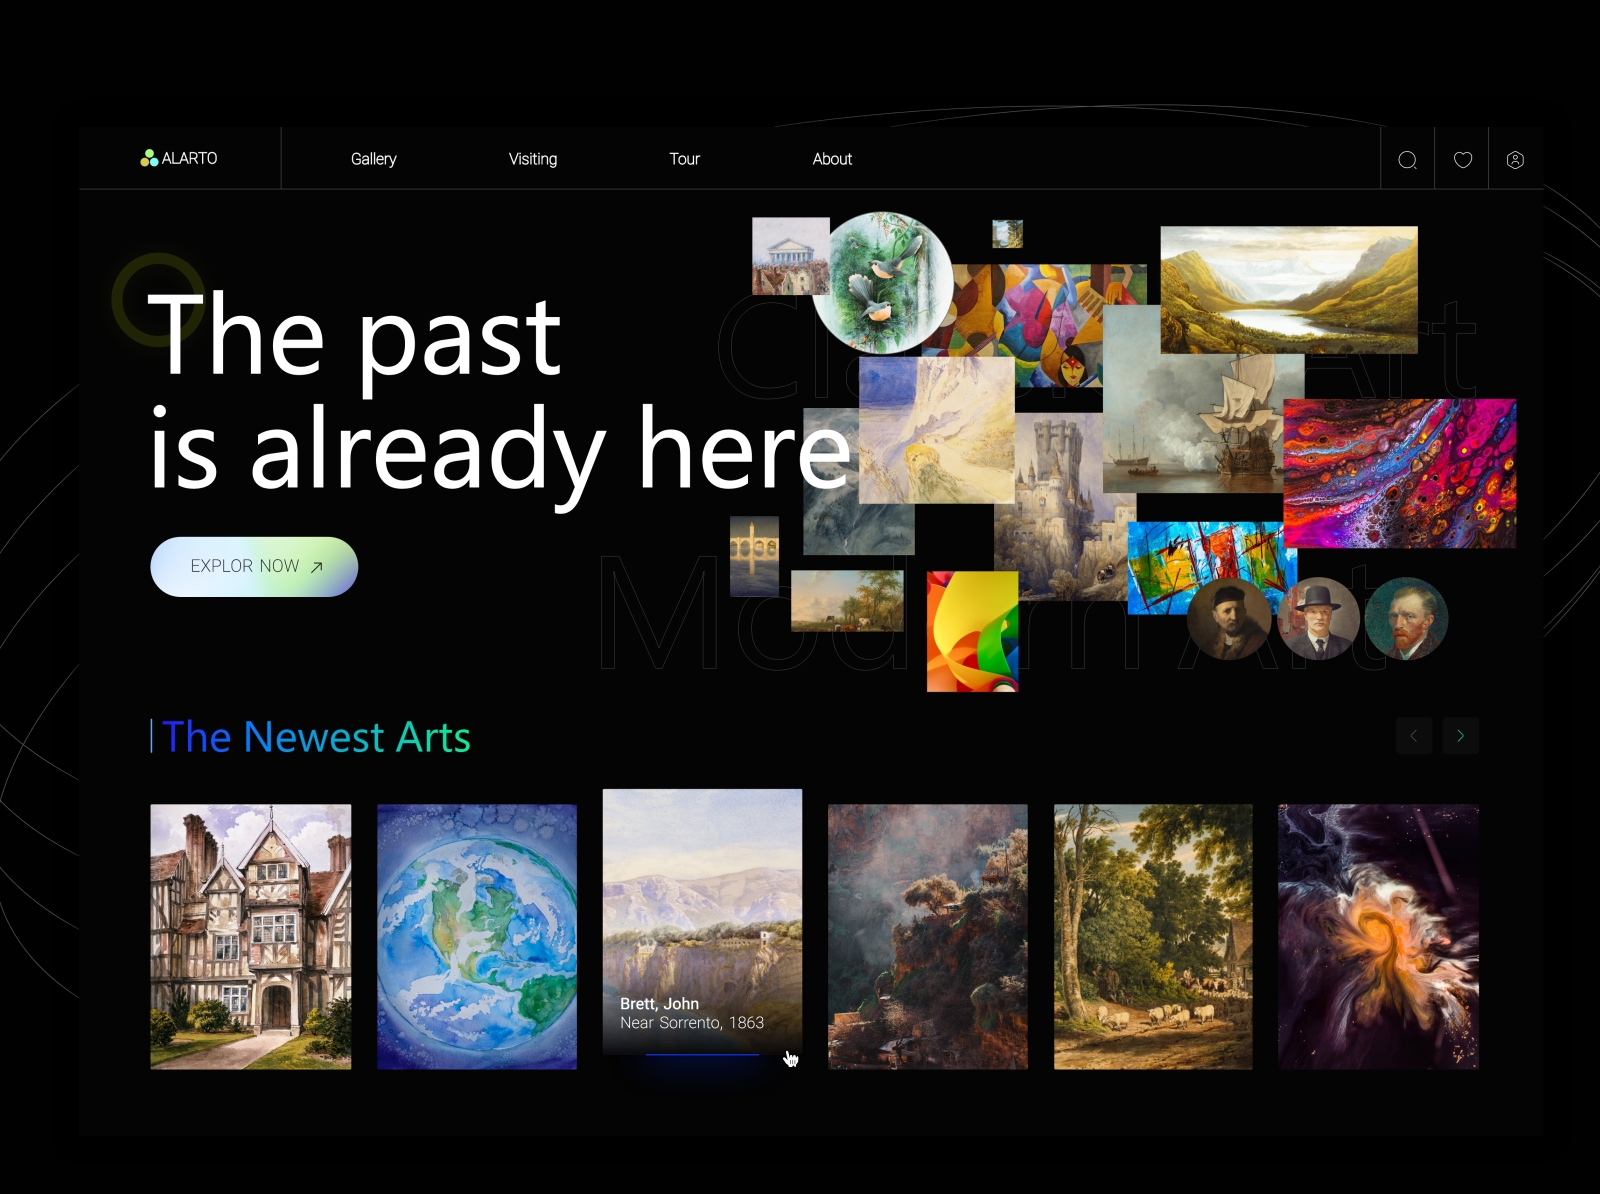 ALARTO
Gallery
Visiting
Tour
About
The past
is already here
Classic Art
EXPLOR NOW
Modern Art
The Newest Arts
Brett, John
Near Sorrento, 1863